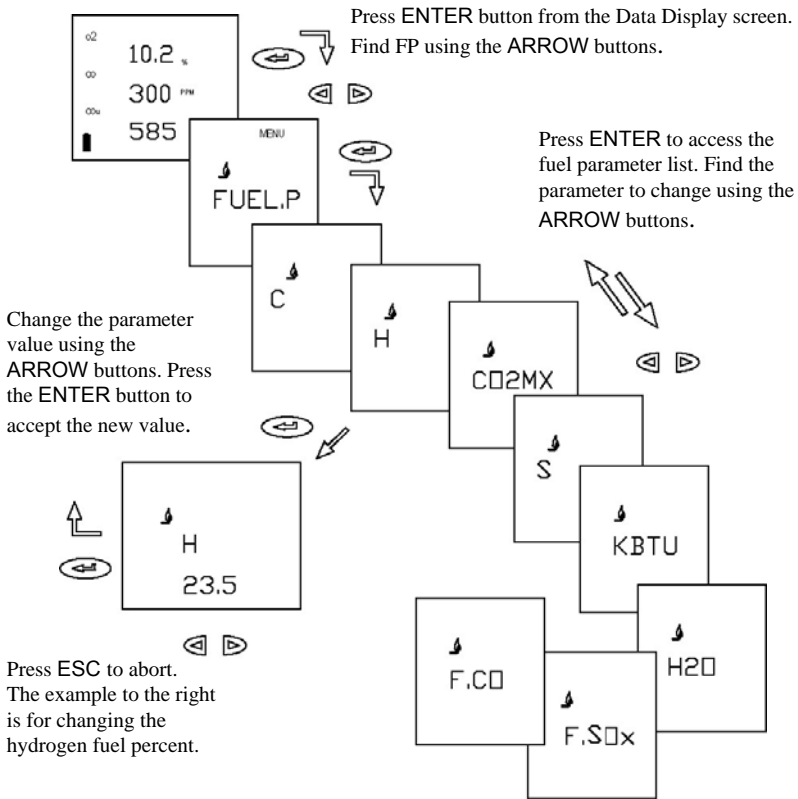 Press ENTER button from the Data Display screen.
Find FP using the ARROW buttons.
O2
10.2 %
CO
300 PPM
COu
585
MENU
FUEL.P
Press ENTER to access the
fuel parameter list. Find the
parameter to change using the
ARROW buttons.
C
H
CO2MX
S
KBTU
H2O
F.SOx
F.CO
Change the parameter
value using the
ARROW buttons. Press
the ENTER button to
accept the new value.
H
23.5
Press ESC to abort.
The example to the right
is for changing the
hydrogen fuel percent.